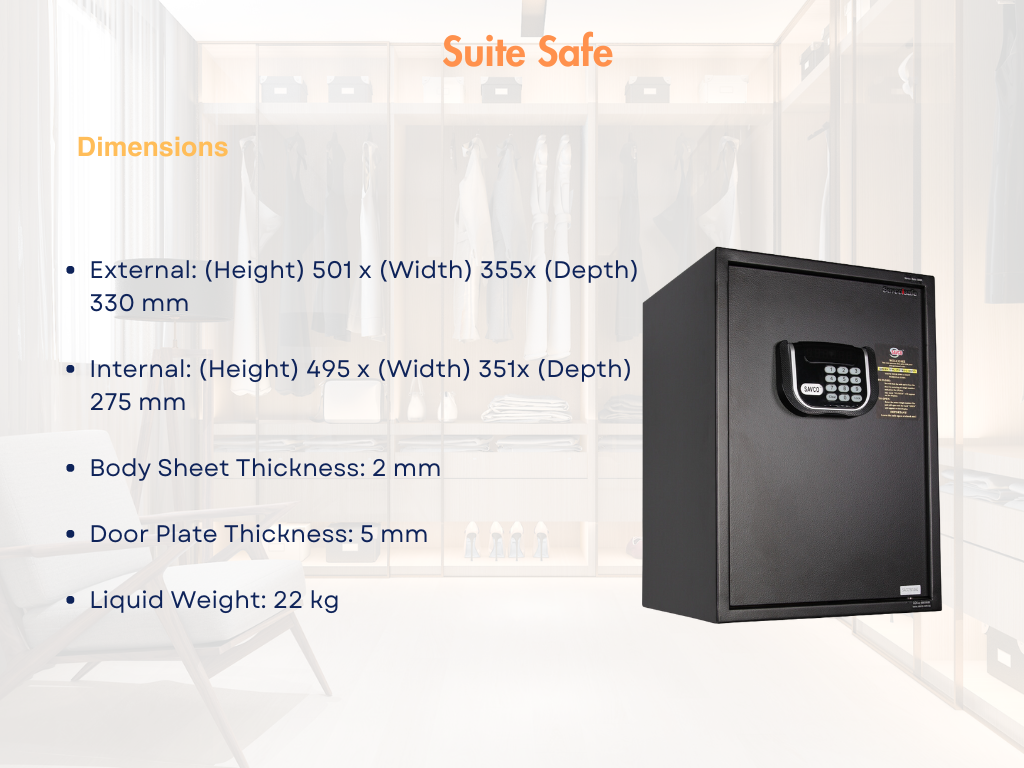 Suite Safe
Dimensions
• External: (Height) 501 x (Width) 355x (Depth)
330 mm
• Internal: (Height) 495 x (Width) 351x (Depth)
275 mm
• Body Sheet Thickness: 2 mm
• Door Plate Thickness: 5 mm
• Liquid Weight: 22 kg
SAVCO